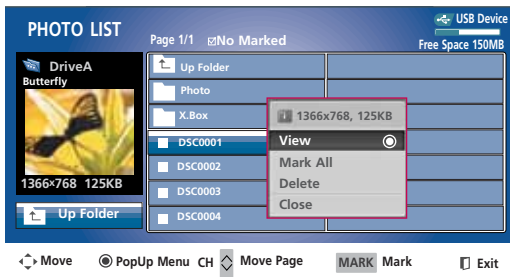 PHOTO LIST
Page 1/1 ☑No Marked
USB Device
Free Space 150MB
DriveA
Butterfly
1366×768 125KB
Up Folder
Up Folder
Photo
X.Box
DSC0001
DSC0002
DSC0003
DSC0004
1366x768, 125KB
View
Mark All
Delete
Close
Move PopUp Menu CH Move Page MARK Mark Exit